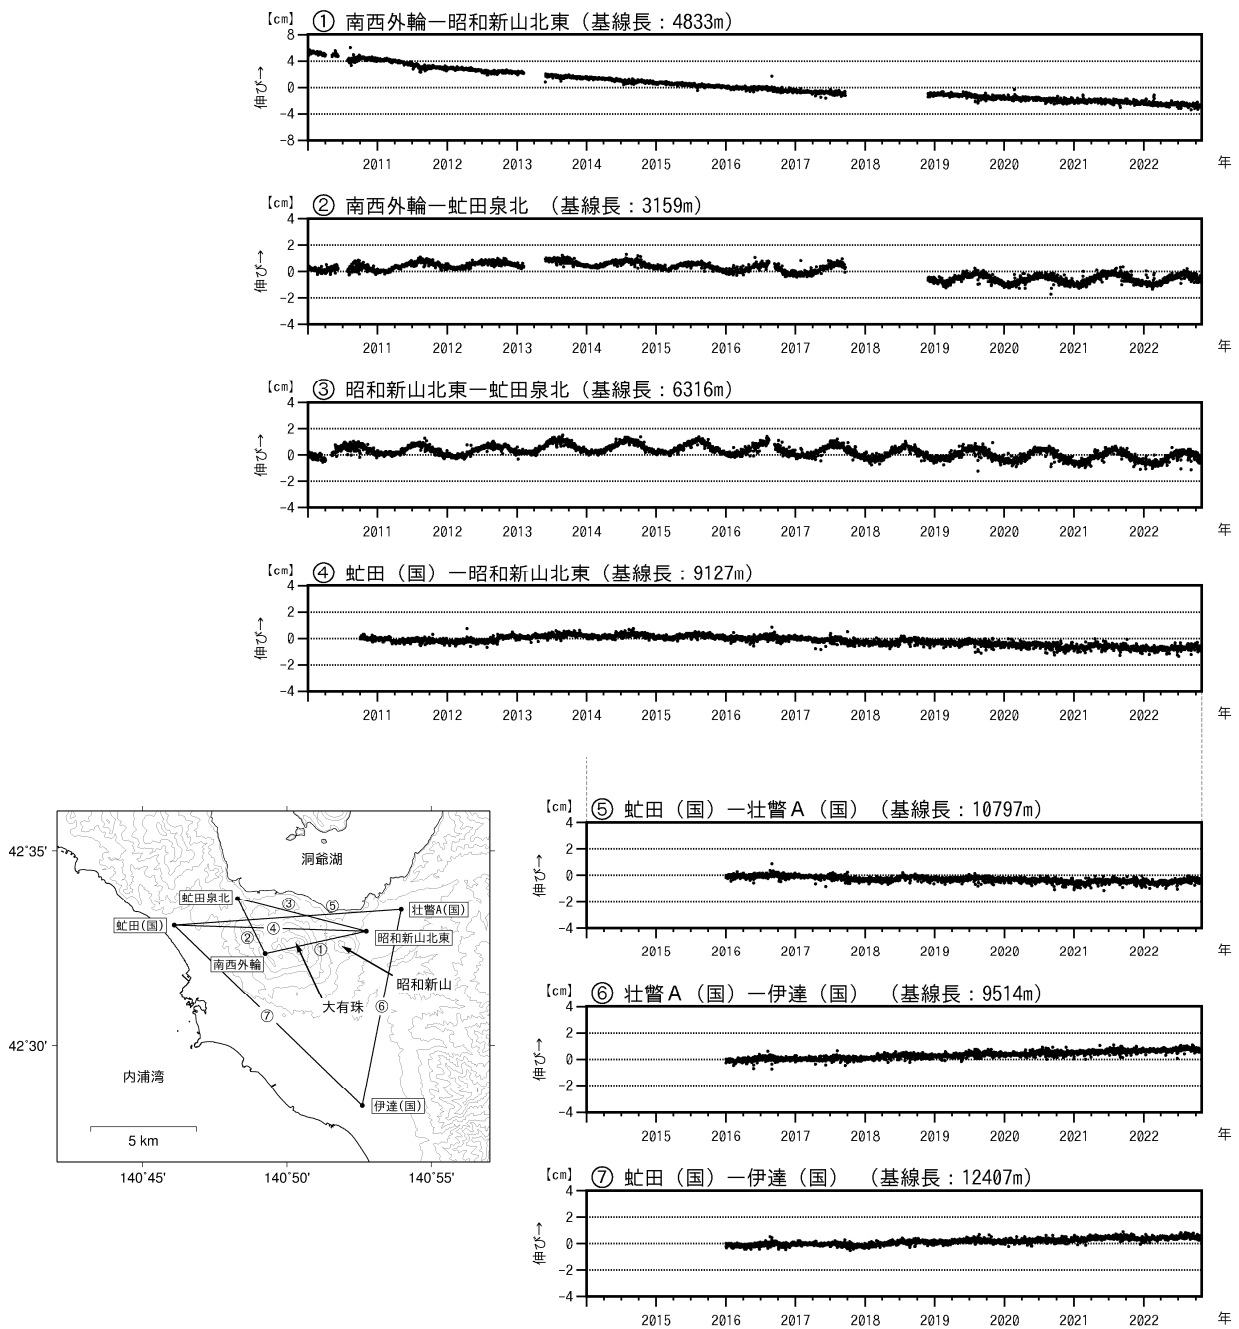 【cm】 ① 南西外輪ー昭和新山北東（基線長：4833m）
8
4
0
-4
-8
伸び→
2011 2012 2013 2014 2015 2016 2017 2018 2019 2020 2021 2022 年
【cm】 ② 南西外輪ー虻田泉北 （基線長：3159m）
4
2
0
-2
-4
伸び→
2011 2012 2013 2014 2015 2016 2017 2018 2019 2020 2021 2022 年
【cm】 ③ 昭和新山北東ー虻田泉北（基線長：6316m）
4
2
0
-2
-4
伸び→
2011 2012 2013 2014 2015 2016 2017 2018 2019 2020 2021 2022 年
【cm】 ④ 虻田（国）ー昭和新山北東（基線長：9127m）
4
2
0
-2
-4
伸び→
2011 2012 2013 2014 2015 2016 2017 2018 2019 2020 2021 2022 年
42°35'
42°30'
洞爺湖
虻田泉北
③
⑤
壮瞥A(国)
虻田(国)
④
②
①
昭和新山北東
南西外輪
昭和新山
大有珠
⑥
⑦
内浦湾
伊達(国)
5 km
140°45' 140°50' 140°55'
【cm】 ⑤ 虻田（国）ー壮瞥A（国）（基線長：10797m）
4
2
0
-2
-4
伸び→
2015 2016 2017 2018 2019 2020 2021 2022 年
【cm】 ⑥ 壮瞥A（国）ー伊達（国） （基線長：9514m）
4
2
0
-2
-4
伸び→
2015 2016 2017 2018 2019 2020 2021 2022 年
【cm】 ⑦ 虻田（国）ー伊達（国） （基線長：12407m）
4
2
0
-2
-4
伸び→
2015 2016 2017 2018 2019 2020 2021 2022 年